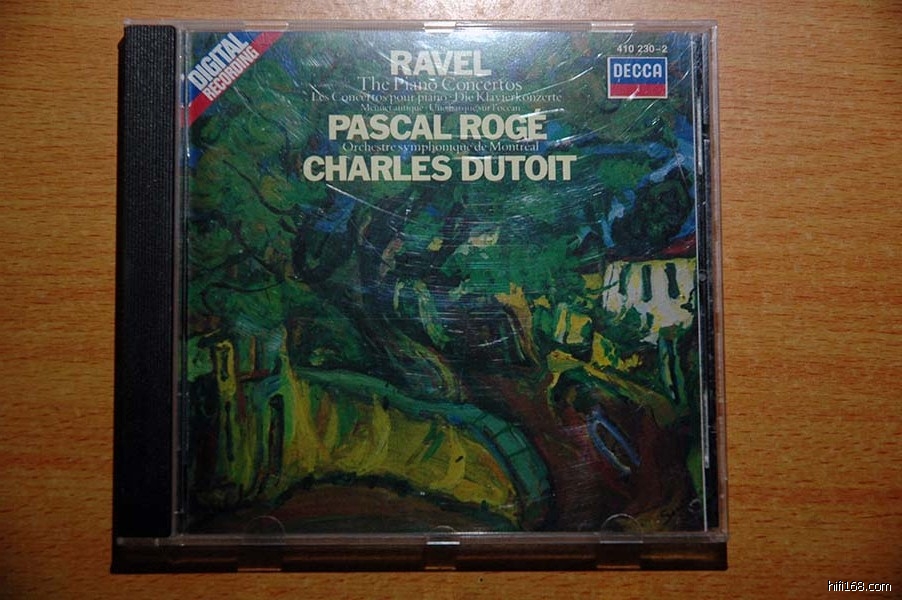 DIGITAL
RECORDING
410 230-2
DECCA
RAVEL
The Piano Concertos
Les Concertos pour piano · Die Klavierkonzerte
Menuet antique · Une barque sur l'océan
PASCAL ROGÉ
Orchestre symphonique de Montréal
CHARLES DUTOIT
hifi168.com